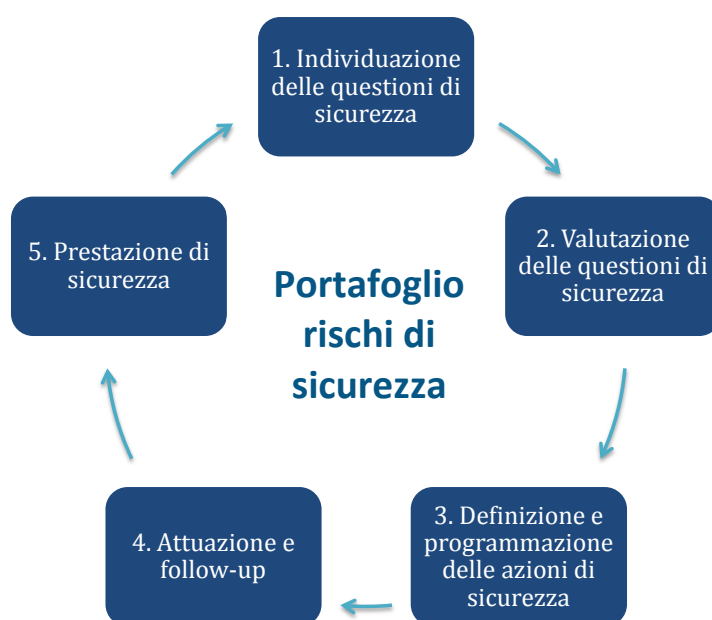 1. Individuazione
delle questioni di
sicurezza
2. Valutazione
delle questioni di
sicurezza
3. Definizione e
programmazione
delle azioni di
sicurezza
4. Attuazione e
follow-up
5. Prestazione di
sicurezza
Portafoglio
rischi di
sicurezza